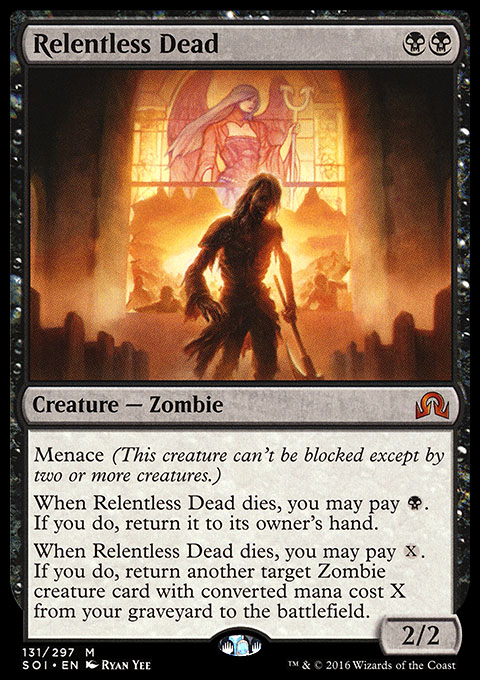 Relentless Dead
Creature — Zombie
Menace (This creature can't be blocked except by
two or more creatures.)
When Relentless Dead dies, you may pay .
If you do, return it to its owner's hand.
When Relentless Dead dies, you may pay X.
If you do, return another target Zombie
creature card with converted mana cost X
from your graveyard to the battlefield.
2/2
131/297 M
SOI • EN Ryan Yee
™ & © 2016 Wizards of the Coast